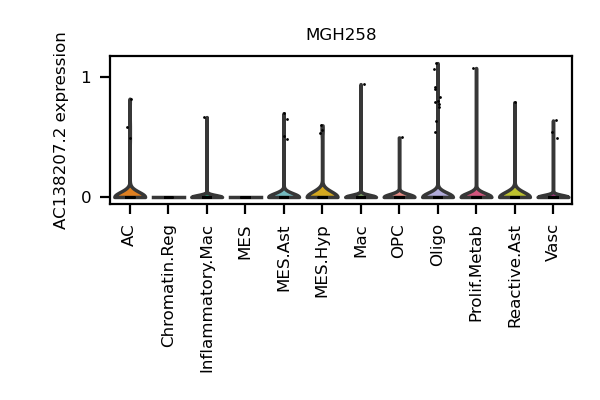 MGH258
AC138207.2 expression
1
0
AC
Chromatin.Reg
Inflammatory.Mac
MES
MES.Ast
MES.Hyp
Mac
OPC
Oligo
Prolif.Metab
Reactive.Ast
Vasc